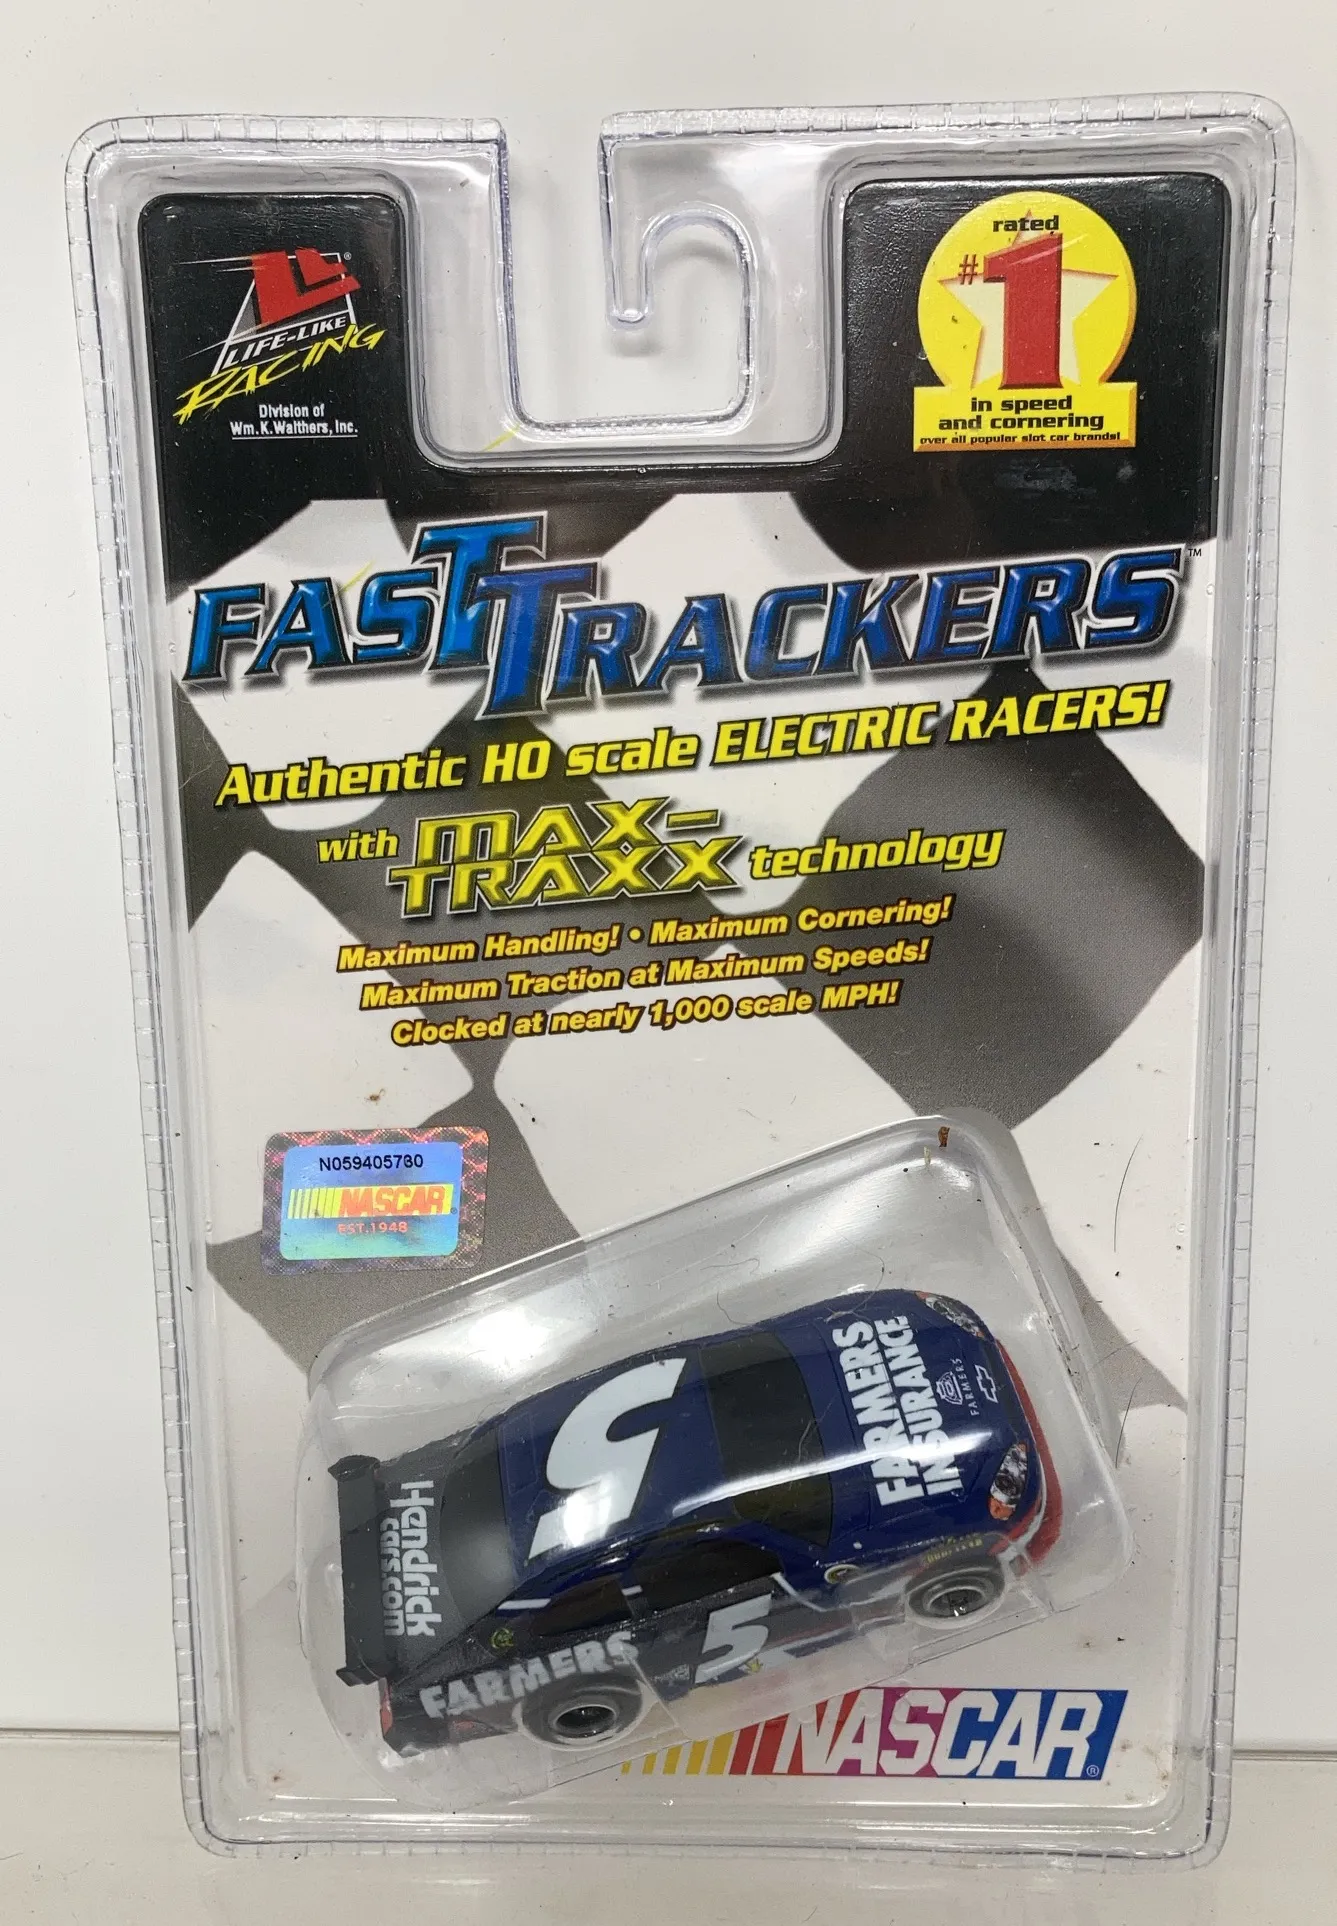 LIFE-LIKE
RACING
Division of
Wm.K.Walthers, Inc.
rated
#1
in speed
and cornering
over all popular slot car brands!
FASTTRACKERS™
Authentic HO scale ELECTRIC RACERS!
with MAX-TRAXX technology
Maximum Handling! • Maximum Cornering!
Maximum Traction at Maximum Speeds!
Clocked at nearly 1,000 scale MPH!
N059405730
NASCAR
EST. 1948
FARMERS
INSURANCE
FARMERS
5
Hendrick
cars.com
5
FARMERS
NASCAR®